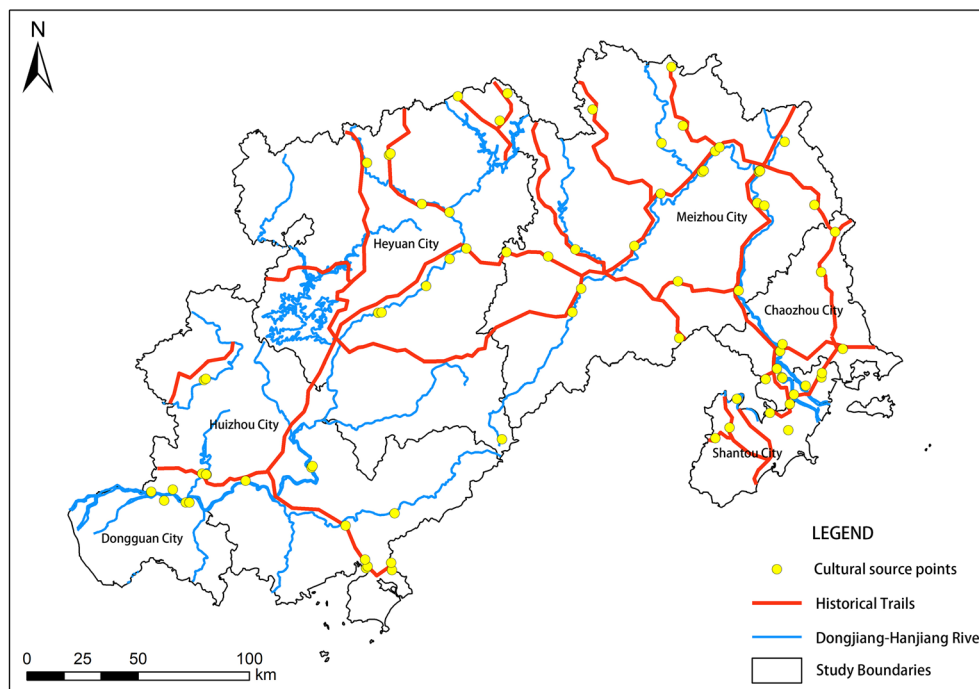 N
Meizhou City
Heyuan City
Chaozhou City
Huizhou City
Shantou City
Dongguan City
LEGEND
Cultural source points
Historical Trails
Dongjiang-Hanjiang River
Study Boundaries
0 25 50 100
km